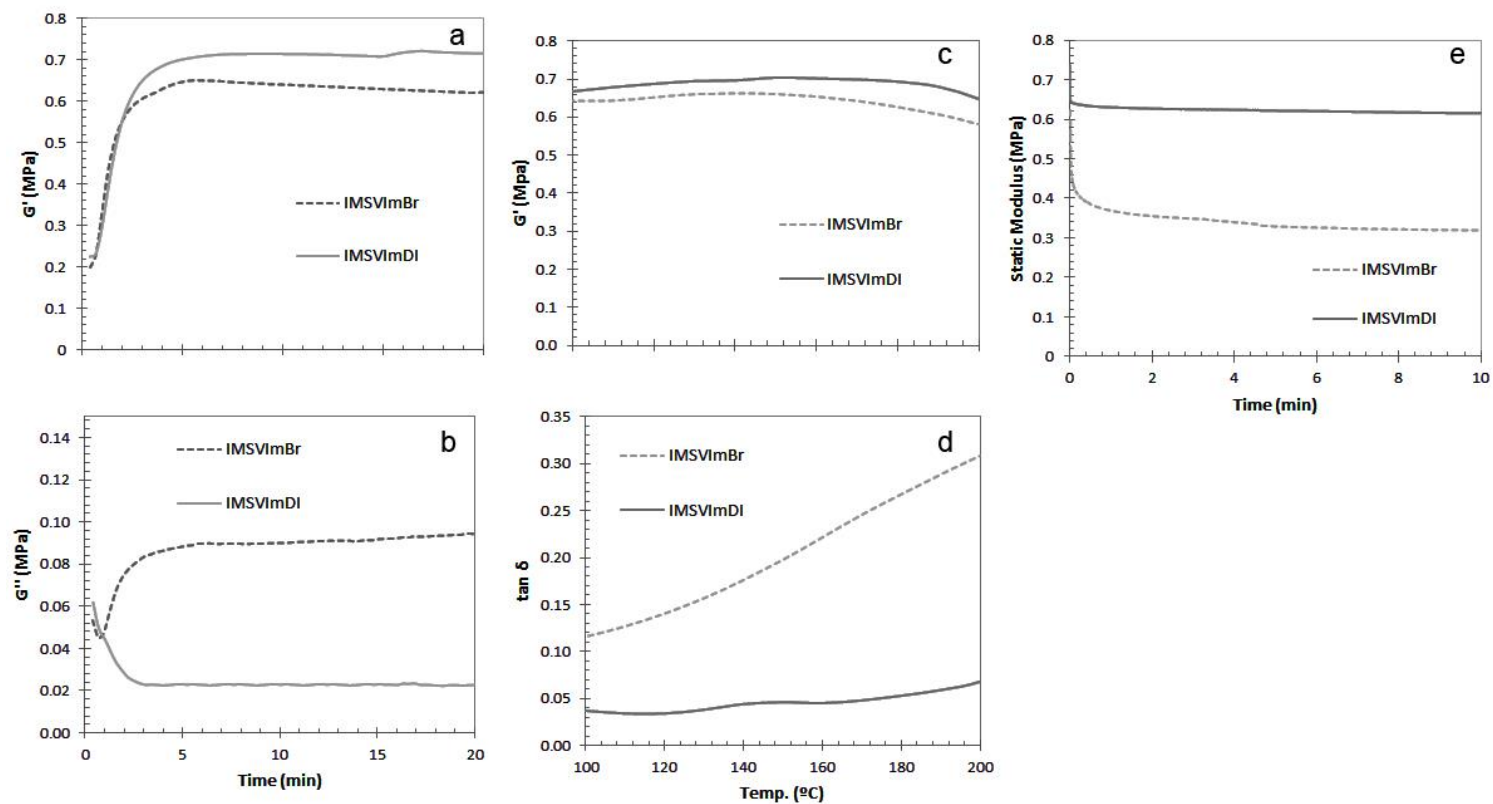 a
0.8
0.7
0.6
0.5
0.4
0.3
0.2
0.1
0
G' (MPa)
IMSVImBr
IMSVImDI
c
0.8
0.7
0.6
0.5
0.4
0.3
0.2
0.1
0.0
G' (Mpa)
IMSVImBr
IMSVImDI
e
0.8
0.7
0.6
0.5
0.4
0.3
0.2
0.1
0
Static Modulus (MPa)
IMSVImBr
IMSVImDI
0 2 4 6 8 10
Time (min)
b
0.14
0.12
0.10
0.08
0.06
0.04
0.02
0.00
G'' (MPa)
IMSVImBr
IMSVImDI
0 5 10 15 20
Time (min)
d
0.35
0.30
0.25
0.20
0.15
0.10
0.05
0.00
tan δ
IMSVImBr
IMSVImDI
100 120 140 160 180 200
Temp. (ºC)